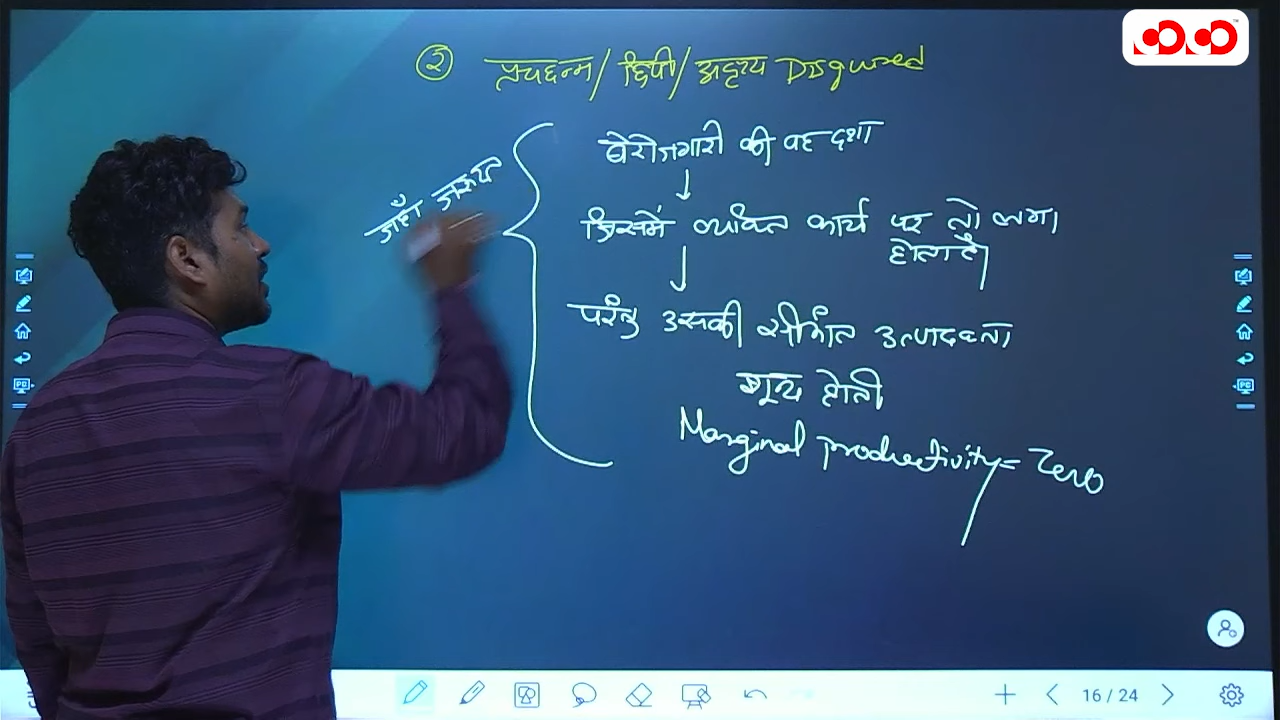 ② प्रच्छन्न / छिपी / अदृश्य Disguised
बेरोजगारी की वह दशा
जिसमें व्यक्ति कार्य पर तो लगा
होता है
परंतु उसकी सीमांत उत्पादकता
शून्य होती
Marginal productivity = Zero
जहाँ जरूरत
16 / 24